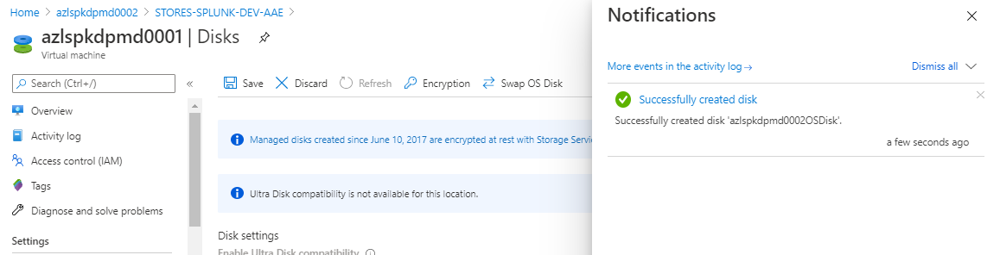 Home > azlspkdpmd0002 > STORES-SPLUNK-DEV-AAE >
azlspkdpmd0001 | Disks
Virtual machine
Search (Ctrl+/)
«
Overview
Activity log
Access control (IAM)
Tags
Diagnose and solve problems
Settings
Save Discard Refresh Encryption Swap OS Disk
Managed disks created since June 10, 2017 are encrypted at rest with Storage Servi
Ultra Disk compatibility is not available for this location.
Disk settings
Enable Ultra Disk compatibility
Notifications
More events in the activity log →
Dismiss all
Successfully created disk
Successfully created disk 'azlspkdpmd0002OSDisk'.
a few seconds ago